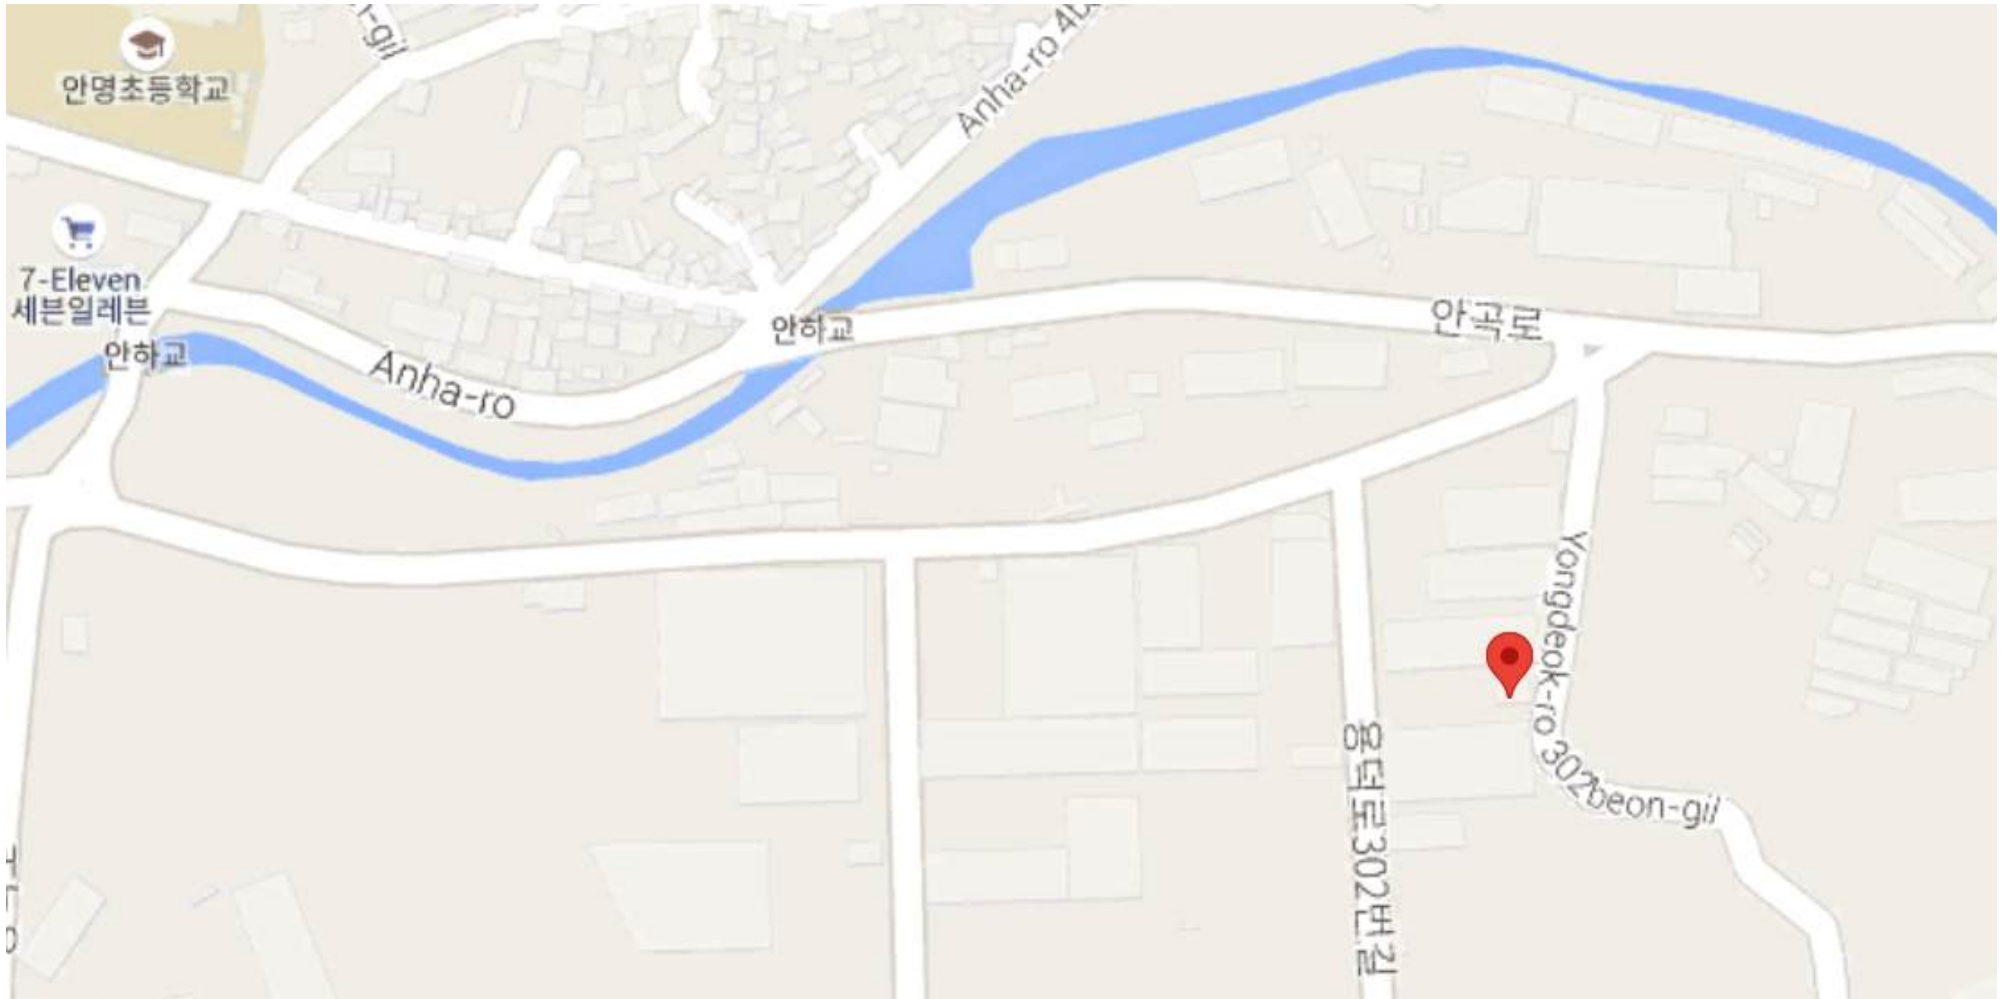 n-gil
안명초등학교
Anha-ro 4b
7-Eleven
세븐일레븐
안하교
안하교
안곡로
Anha-ro
Yongdeok-ro 302beon-gil
용덕로302번길